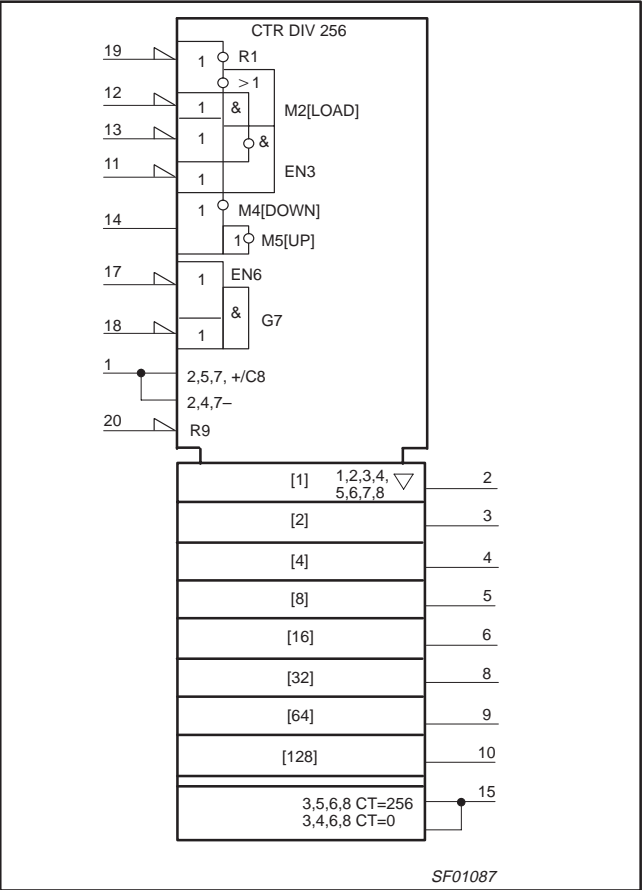 CTR DIV 256
19 1 R1
>1
12 1 & M2[LOAD]
13 1 &
11 1 EN3
14 1 M4[DOWN]
1 M5[UP]
17 1 EN6
& G7
18 1
1 2,5,7, +/C8
2,4,7–
20 R9
[1] 1,2,3,4, 2
5,6,7,8
[2] 3
[4] 4
[8] 5
[16] 6
[32] 8
[64] 9
[128] 10
3,5,6,8 CT=256 15
3,4,6,8 CT=0
SF01087